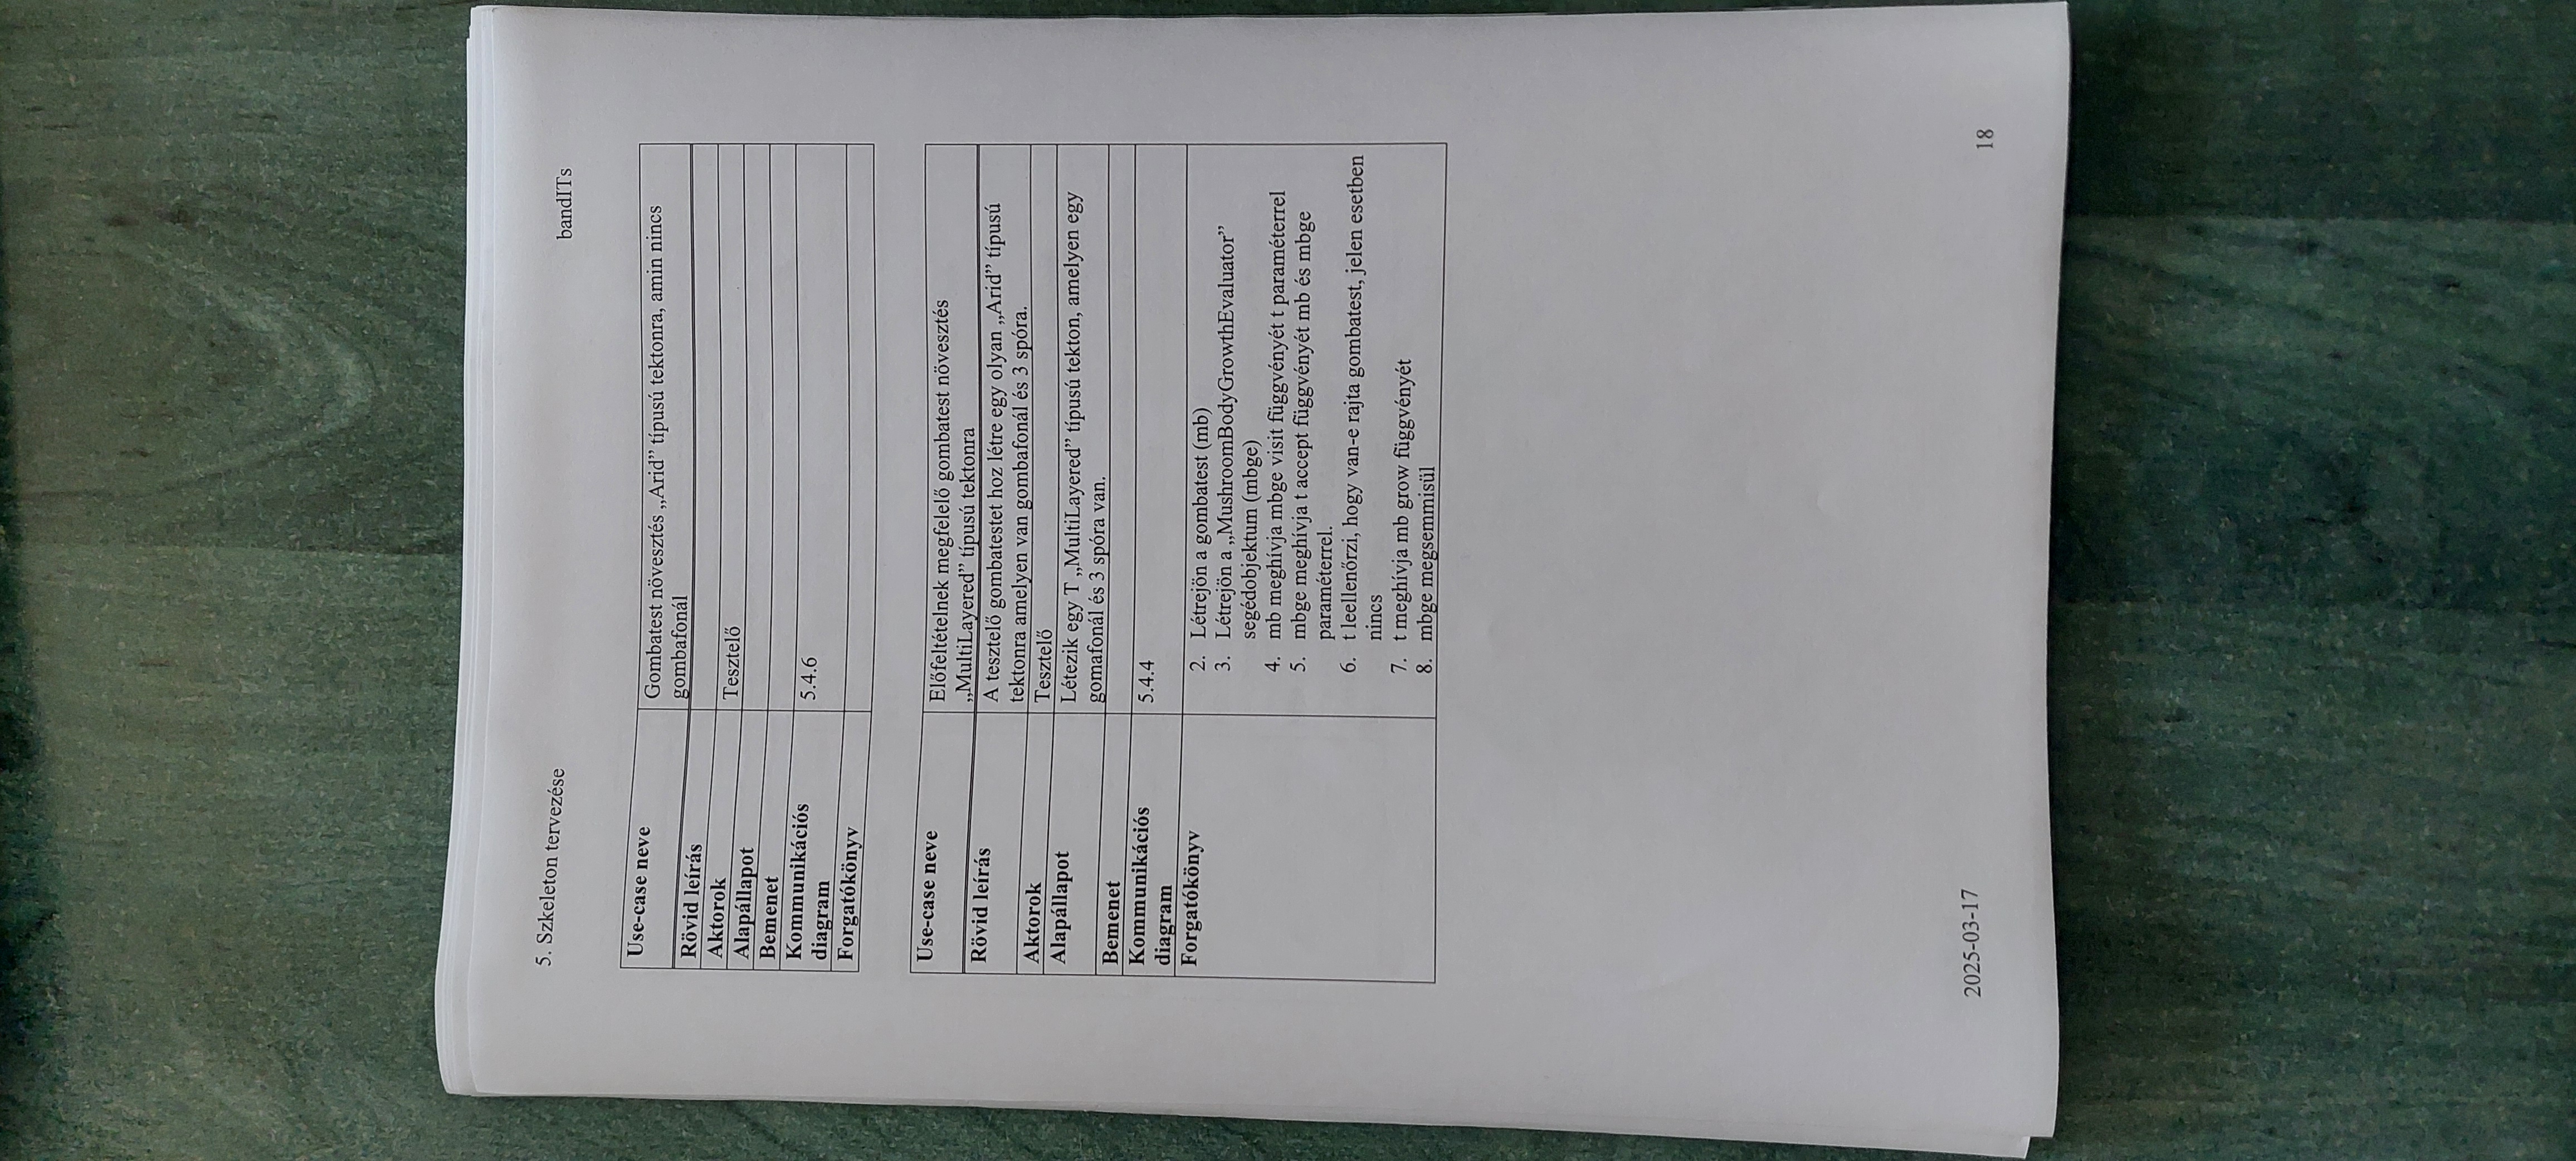 5. Szkeleton tervezése
bandITs
Use-case neve
Gombatest növesztés „Arid” típusú tektonra, amin nincs
gombafonál
Rövid leírás
Aktorok
Tesztelő
Alapállapot
Bemenet
Kommunikációs
diagram
5.4.6
Forgatókönyv
Use-case neve
Előfeltételnek megfelelő gombatest növesztés
„MultiLayered” típusú tektonra
Rövid leírás
A tesztelő gombatestet hoz létre egy olyan „Arid” típusú
tektonra amelyen van gombafonál és 3 spóra.
Aktorok
Tesztelő
Alapállapot
Létezik egy T „MultiLayered” típusú tekton, amelyen egy
gomafonál és 3 spóra van.
Bemenet
Kommunikációs
diagram
5.4.4
Forgatókönyv
2. Létrejön a gombatest (mb)
3. Létrejön a „MushroomBodyGrowthEvaluator”
segédobjektum (mbge)
4. mb meghívja mbge visit függvényét t paraméterrel
5. mbge meghívja t accept függvényét mb és mbge
paraméterrel.
6. t leellenőrzi, hogy van-e rajta gombatest, jelen esetben
nincs
7. t meghívja mb grow függvényét
8. mbge megsemmisül
2025-03-17
18